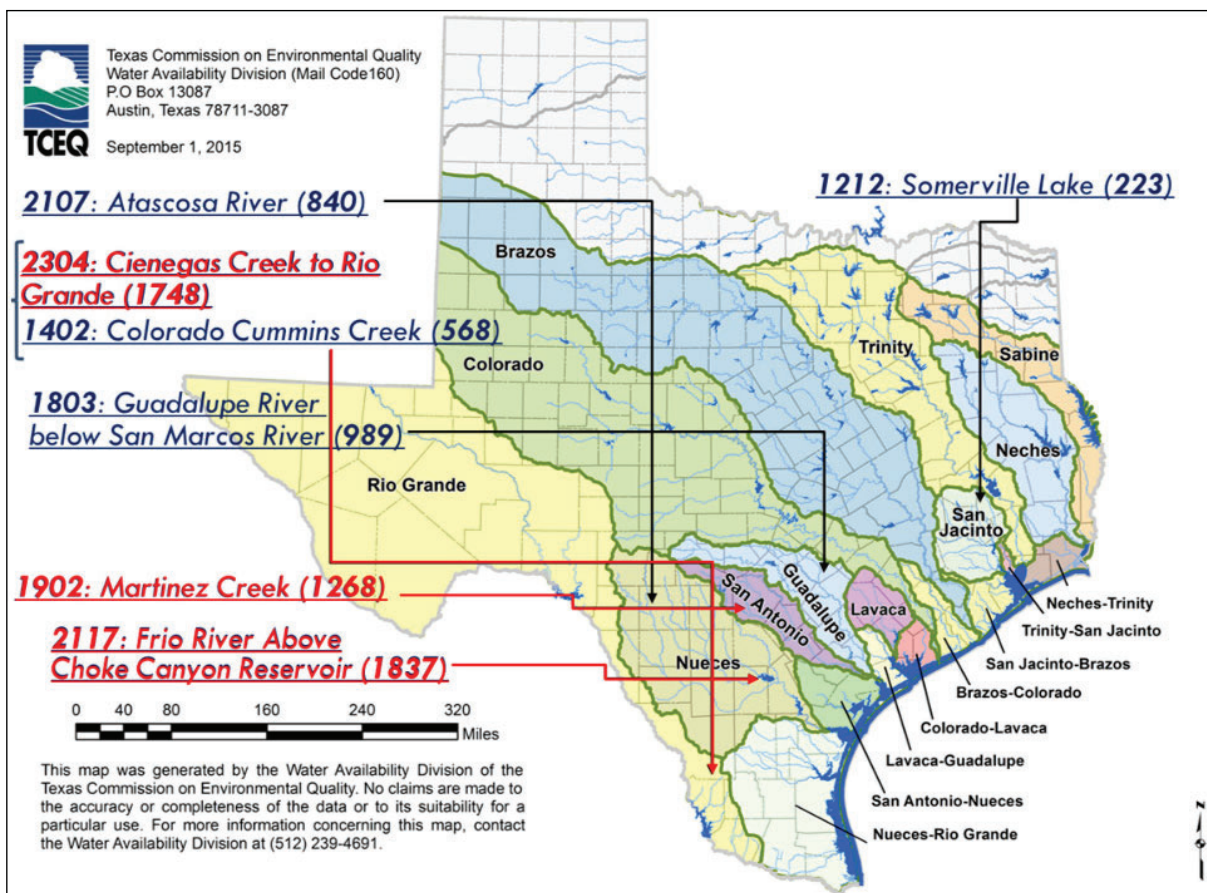 Texas Commission on Environmental Quality
Water Availability Division (Mail Code160)
P.O Box 13087
Austin, Texas 78711-3087
TCEQ
September 1, 2015
2107: Atascosa River (840)
1212: Somerville Lake (223)
2304: Cienegas Creek to Rio
Grande (1748)
1402: Colorado Cummins Creek (568)
1803: Guadalupe River
below San Marcos River (989)
1902: Martinez Creek (1268)
2117: Frio River Above
Choke Canyon Reservoir (1837)
Brazos
Trinity
Sabine
Colorado
Neches
Rio Grande
San
Jacinto
Guadalupe
San Antonio
Lavaca
Nueces
Neches-Trinity
Trinity-San Jacinto
San Jacinto-Brazos
Brazos-Colorado
Colorado-Lavaca
Lavaca-Guadalupe
San Antonio-Nueces
Nueces-Rio Grande
0 40 80 160 240 320
Miles
This map was generated by the Water Availability Division of the
Texas Commission on Environmental Quality. No claims are made to
the accuracy or completeness of the data or to its suitability for a
particular use. For more information concerning this map, contact
the Water Availability Division at (512) 239-4691.
N